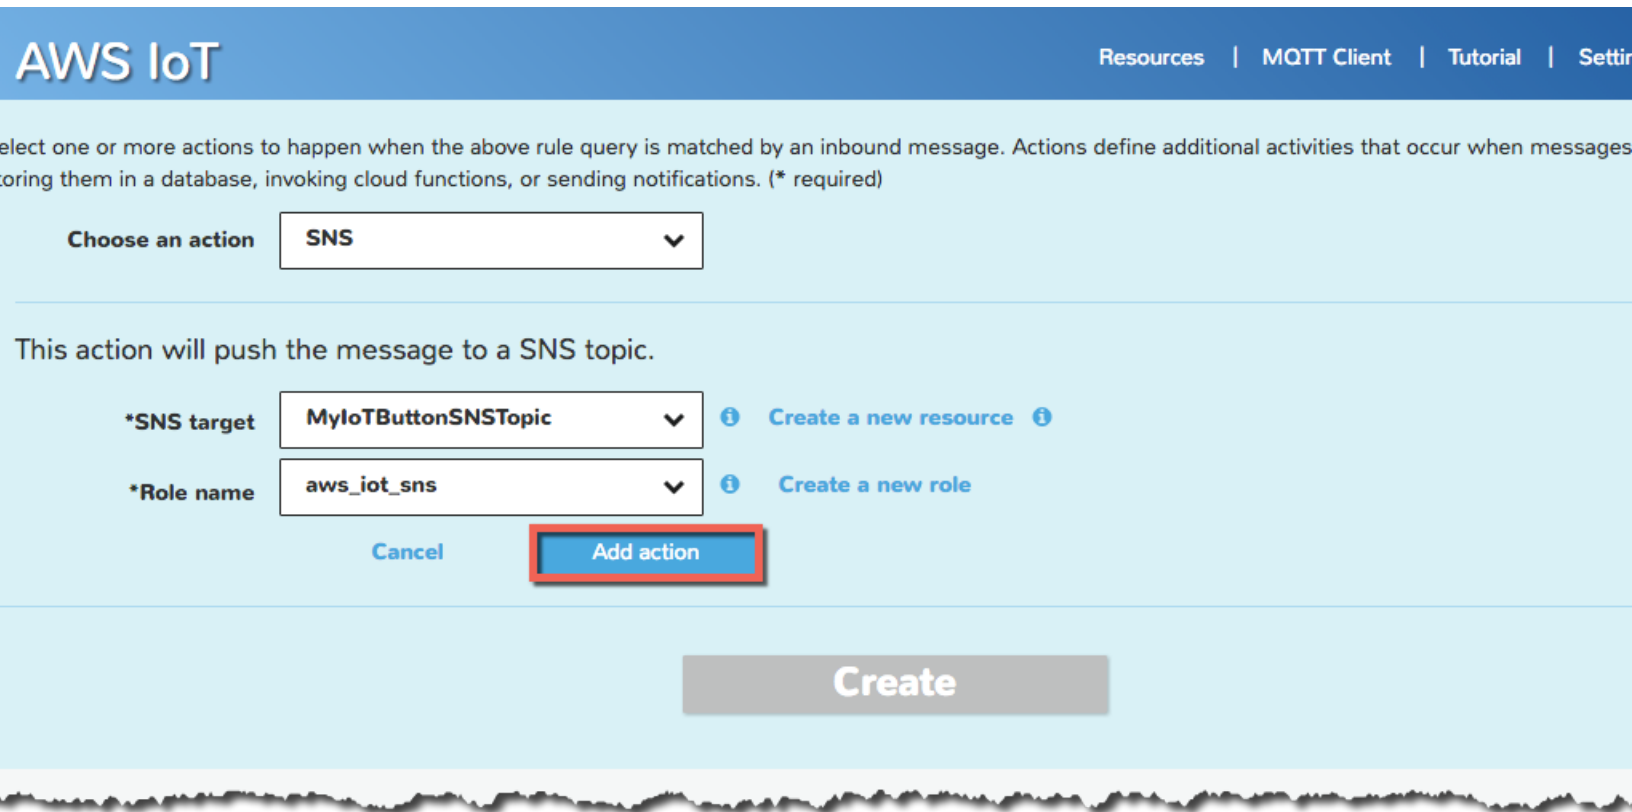 AWS IoT
Resources | MQTT Client | Tutorial | Settin
elect one or more actions to happen when the above rule query is matched by an inbound message. Actions define additional activities that occur when messages
toring them in a database, invoking cloud functions, or sending notifications. (* required)
Choose an action SNS
This action will push the message to a SNS topic.
*SNS target MyIoTButtonSNSTopic Create a new resource
*Role name aws_iot_sns Create a new role
Cancel Add action
Create